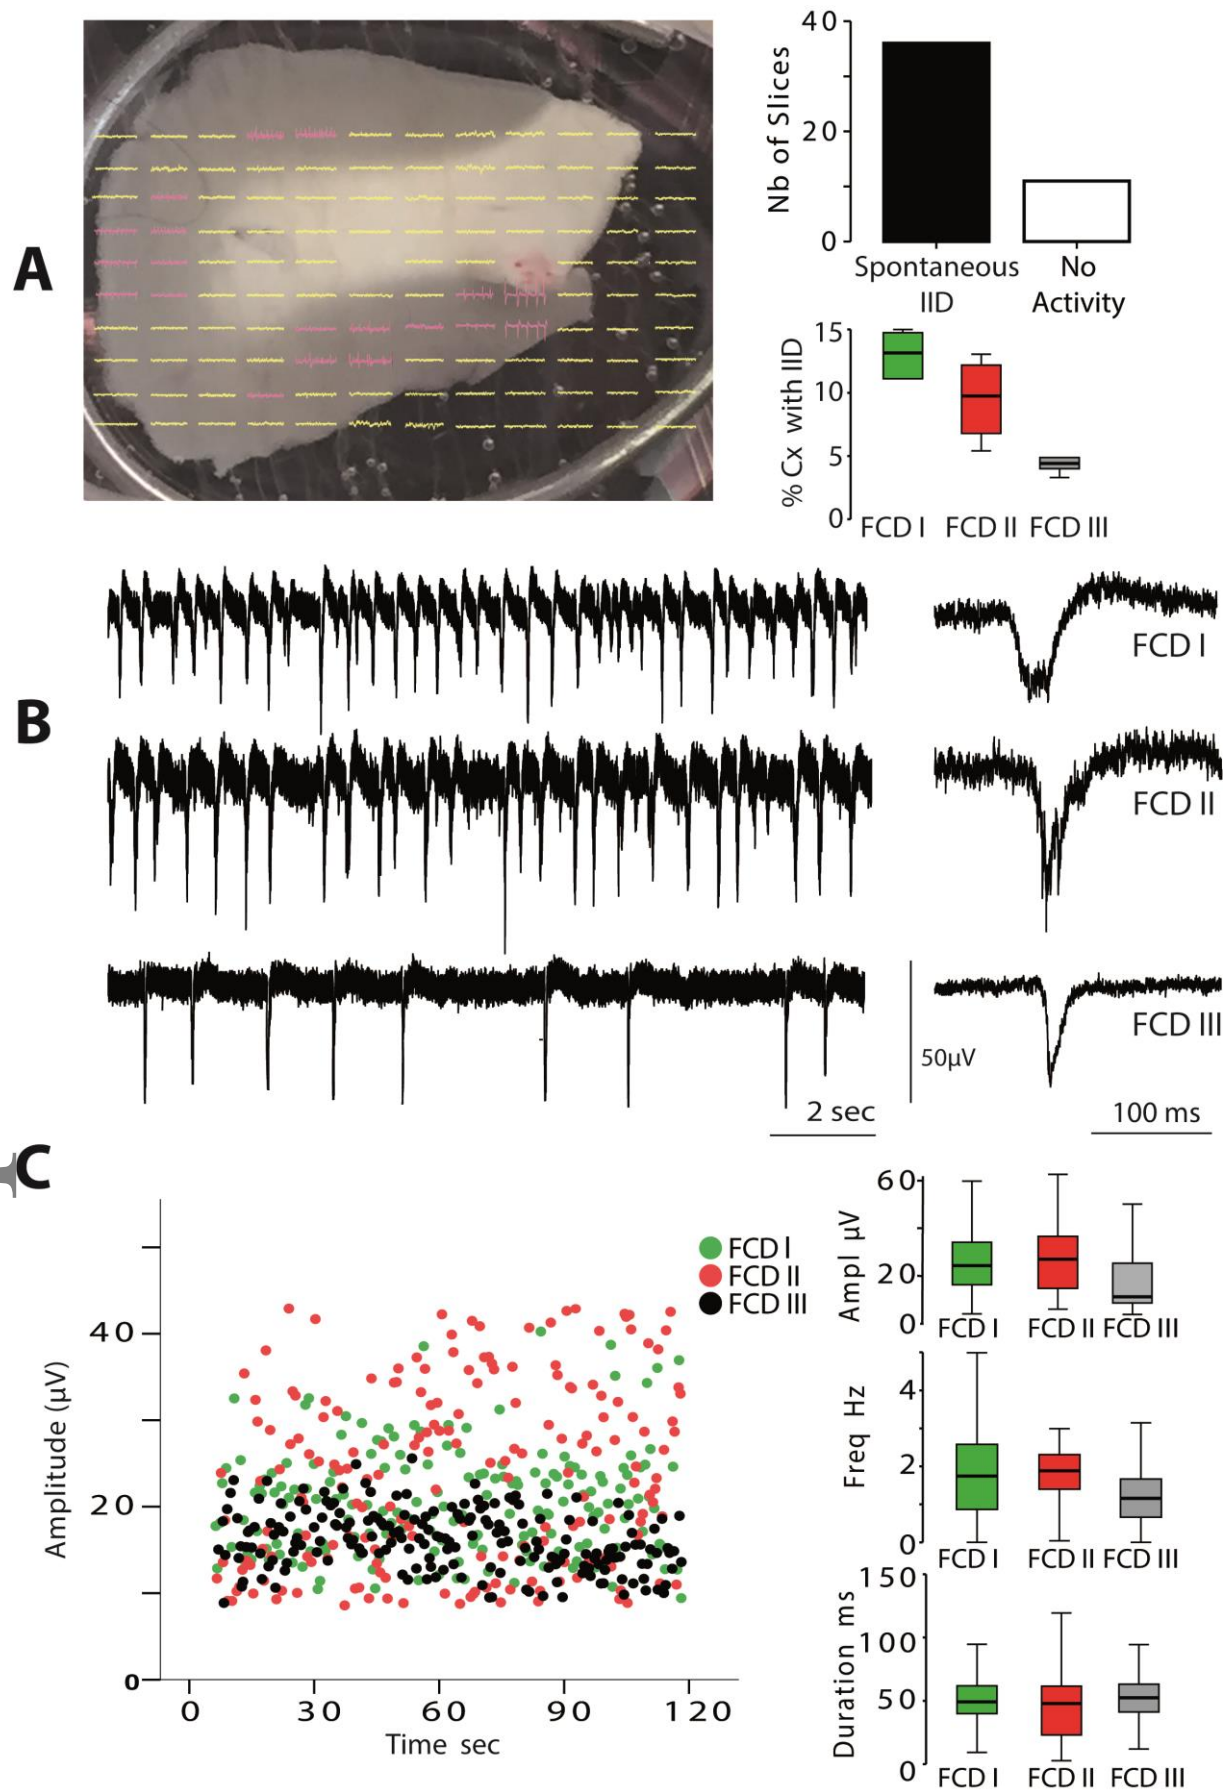 A
40
20
0
Nb of Slices
Spontaneous
IID
No
Activity
15
10
5
0
% Cx with IID
FCD I
FCD II
FCD III
B
FCD I
FCD II
FCD III
50µV
2 sec
100 ms
C
FCD I
FCD II
FCD III
40
20
0
Amplitude (µV)
0
30
60
90
120
Time sec
60
20
0
Ampl µV
FCD I
FCD II
FCD III
4
2
0
Freq Hz
FCD I
FCD II
FCD III
150
100
50
0
Duration ms
FCD I
FCD II
FCD III